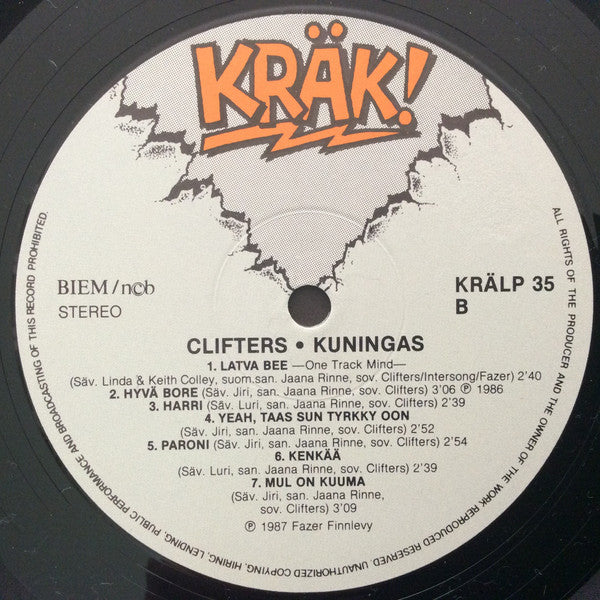 KRÄK!
BIEM/ncb
STEREO
KRÄLP 35
B
CLIFTERS • KUNINGAS
1. LATVA BEE —One Track Mind—
(Säv. Linda & Keith Colley, suom.san. Jaana Rinne, sov. Clifters/Intersong/Fazer) 2'40
2. HYVÄ BORE (Säv. Jiri, san. Jaana Rinne, sov. Clifters) 3'06 ℗ 1986
3. HARRI (Säv. Luri, san. Jaana Rinne, sov. Clifters) 2'39
4. YEAH, TAAS SUN TYRKKY OON
(Säv. Jiri, san. Jaana Rinne, sov. Clifters) 2'52
5. PARONI (Säv. Jiri, san. Jaana Rinne, sov. Clifters) 2'54
6. KENKÄÄ
(Säv. Luri, san. Jaana Rinne, sov. Clifters) 2'39
7. MUL ON KUUMA
(Säv. Jiri, san. Jaana Rinne,
sov. Clifters) 3'09
℗ 1987 Fazer Finnlevy
ALL RIGHTS OF THE PRODUCER AND THE OWNER OF THE WORK REPRODUCED RESERVED. UNAUTHORIZED COPYING, HIRING, LENDING, PUBLIC PERFORMANCE AND BROADCASTING OF THIS RECORD PROHIBITED.